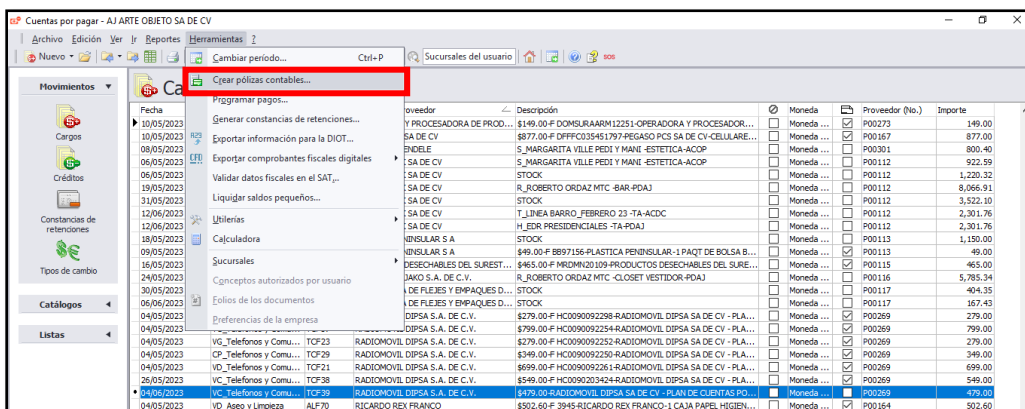 Cuentas por pagar - AJ ARTE OBJETO SA DE CV
Archivo Edición Ver Ir Reportes Herramientas ?
Nuevo Sucursales del usuario SOS
Cambiar período... Ctrl+P
Crear pólizas contables...
Programar pagos...
Generar constancias de retenciones...
Exportar información para la DIOT...
Exportar comprobantes fiscales digitales
Validar datos fiscales en el SAT...
Liquidar saldos pequeños...
Utilerías
Calculadora
Sucursales
Conceptos autorizados por usuario
Folios de los documentos
Preferencias de la empresa
Movimientos
Cargos
Créditos
Constancias de
retenciones
Tipos de cambio
Catálogos
Listas
Ca
Fecha oveedor Descripción Moneda Proveedor (No.) Importe
10/05/2023 Y PROCESADORA DE PROD... $149.00-F DOMSURAARM12251-OPERADORA Y PROCESADOR... Moneda ... P00273 149.00
10/05/2023 SA DE CV $877.00-F DFFFC035451797-PEGASO PCS SA DE CV-CELULARE... Moneda ... P00167 877.00
08/05/2023 ENDELE S_MARGARITA VILLE PEDI Y MANI -ESTETICA-ACOP Moneda ... P00301 800.40
06/05/2023 SA DE CV S_MARGARITA VILLE PEDI Y MANI -ESTETICA-ACOP Moneda ... P00112 922.59
06/05/2023 SA DE CV STOCK Moneda ... P00112 1,220.32
19/05/2023 SA DE CV R_ROBERTO ORDAZ MTC -BAR-PDAJ Moneda ... P00112 8,066.91
31/05/2023 SA DE CV STOCK Moneda ... P00112 3,522.10
12/06/2023 SA DE CV T_LINEA BARRO_FEBRERO 23 -TA-ACDC Moneda ... P00112 2,301.76
12/06/2023 SA DE CV H_EDR PRESIDENCIALES -TA-PDAJ Moneda ... P00112 2,301.76
18/05/2023 NINSULAR S A STOCK Moneda ... P00113 1,150.00
09/05/2023 NINSULAR S A $49.00-F BB97156-PLASTICA PENINSULAR-1 PAQT DE BOLSA B... Moneda ... P00113 49.00
16/05/2023 DESECHABLES DEL SUREST... $465.00-F MRDMN20109-PRODUCTOS DESECHABLES DEL SURE... Moneda ... P00115 465.00
24/05/2023 JAKO S.A. DE C.V. R_ROBERTO ORDAZ MTC -CLOSET VESTIDOR-PDAJ Moneda ... P00116 5,785.34
30/05/2023 DE FLEJES Y EMPAQUES D... STOCK Moneda ... P00117 404.35
06/06/2023 DE FLEJES Y EMPAQUES D... STOCK Moneda ... P00117 167.43
04/05/2023 DIPSA S.A. DE C.V. $279.00-F HC0090092298-RADIOMOVIL DIPSA SA DE CV - PLA... Moneda ... P00269 279.00
04/05/2023 RADIOMOVIL DIPSA S.A. DE C.V. $799.00-F HC0090092254-RADIOMOVIL DIPSA SA DE CV - PLA... Moneda ... P00269 799.00
04/05/2023 VG_Telefonos y Comu... TCF23 RADIOMOVIL DIPSA S.A. DE C.V. $279.00-F HC0090092252-RADIOMOVIL DIPSA SA DE CV - PLA... Moneda ... P00269 279.00
04/05/2023 CP_Telefonos y Comu... TCF29 RADIOMOVIL DIPSA S.A. DE C.V. $349.00-F HC0090092250-RADIOMOVIL DIPSA SA DE CV - PLA... Moneda ... P00269 349.00
04/05/2023 VD_Telefonos y Comu... TCF21 RADIOMOVIL DIPSA S.A. DE C.V. $699.00-F HC0090092261-RADIOMOVIL DIPSA SA DE CV - PLA... Moneda ... P00269 699.00
26/05/2023 VC_Telefonos y Comu... TCF38 RADIOMOVIL DIPSA S.A. DE C.V. $549.00-F HC0090203424-RADIOMOVIL DIPSA SA DE CV - PLA... Moneda ... P00269 549.00
04/06/2023 VC_Telefonos y Comu... TCF39 RADIOMOVIL DIPSA S.A. DE C.V. $479.00-RADIOMOVIL DIPSA SA DE CV - PLAN DE CUENTAS PO... Moneda ... P00269 479.00
04/05/2023 VD_Aseo y Limpieza ALF70 RICARDO REX FRANCO $502.60-F 3945-RICARDO REX FRANCO-1 CAJA PAPEL HIGIEN... Moneda ... P00164 502.60